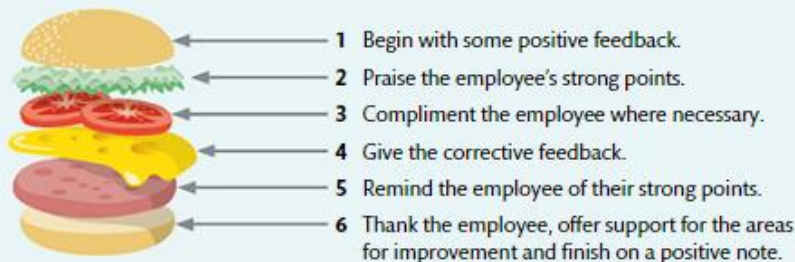 1 Begin with some positive feedback.
2 Praise the employee's strong points.
3 Compliment the employee where necessary.
4 Give the corrective feedback.
5 Remind the employee of their strong points.
6 Thank the employee, offer support for the areas
for improvement and finish on a positive note.